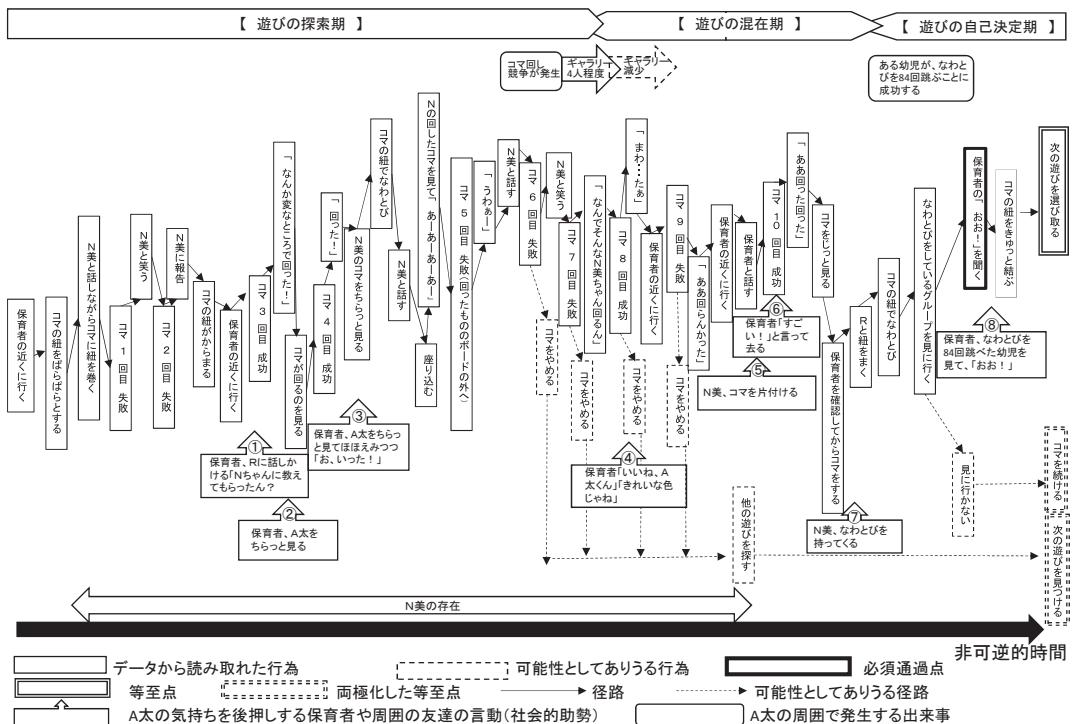 【 遊びの探索期 】
【 遊びの混在期 】
【 遊びの自己決定期 】
コマ回し
競争が発生
ギャラリー
4人程度
ギャラリー
減少
ある幼児が、なわと
びを84回跳ぶことに
成功する
保育者の近くに行く
コマの紐をばらばらとする
N美と話しながらコマに紐を巻く
コマ 1 回目 失敗
N美と笑う
コマ 2 回目 失敗
N美に報告
コマの紐がからまる
保育者の近くに行く
コマ 3 回目 成功
「なんか変なところで回った!」
コマが回るのを見る
コマ 4 回目 成功
「回った!」
N美のコマをちらっと見る
コマの紐でなわとび
N美と話す
Nの回したコマを見て「あーあーあーあー」
座り込む
コマ 5 回目 失敗(回ったもののボードの外へ)
「うわぁー」
N美と話す
コマ 6 回目 失敗
N美と笑う
コマ 7 回目 失敗
「なんでそんなN美ちゃん回るん」
コマ 8 回目 成功
「まわ…たぁ」
保育者の近くに行く
コマ 9 回目 失敗
「ああ回らんかった」
保育者の近くに行く
保育者と話す
コマ 10 回目 成功
「ああ回った回った」
コマをじっと見る
保育者を確認してからコマをする
Rと紐をまく
コマの紐でなわとび
なわとびをしているグループを見に行く
保育者の「おお!」を聞く
コマの紐をきゅっと結ぶ
次の遊びを選び取る
コマをやめる
コマをやめる
コマをやめる
コマをやめる
他の遊びを探す
見に行かない
コマを続ける
次の遊びを見つける
①
保育者、Rに話しか
ける「Nちゃんに教え
てもらったん?
②
保育者、A太を
ちらっと見る
③
保育者、A太をちらっ
と見てほほえみつつ
「お、いった!」
④
保育者「いいね、A
太くん」「きれいな色
じゃね」
⑤
N美、コマを片付ける
⑥
保育者「すご
い!」と言って
去る
⑦
N美、なわとびを
持ってくる
⑧
保育者、なわとびを
84回跳べた幼児を
見て、「おお!」
N美の存在
非可逆的時間
データから読み取れた行為
可能性としてありうる行為
必須通過点
等至点
両極化した等至点
径路
可能性としてありうる径路
A太の気持ちを後押しする保育者や周囲の友達の言動(社会的助勢)
A太の周囲で発生する出来事